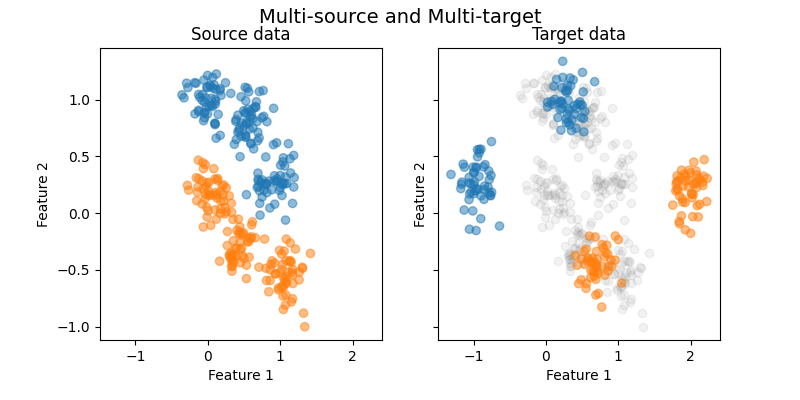 Multi-source and Multi-target
Source data
Target data
1.0
0.5
0.0
−0.5
−1.0
Feature 2
Feature 2
−1 0 1 2
−1 0 1 2
Feature 1
Feature 1